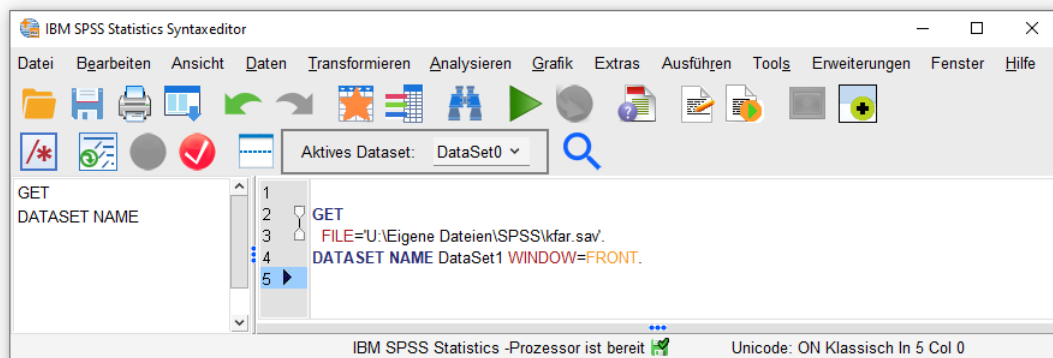 IBM SPSS Statistics Syntaxeditor
Datei Bearbeiten Ansicht Daten Transformieren Analysieren Grafik Extras Ausführen Tools Erweiterungen Fenster Hilfe
/*
Aktives Dataset: DataSet0
GET
DATASET NAME
1
2 GET
3 FILE='U:\Eigene Dateien\SPSS\kfar.sav'.
4 DATASET NAME DataSet1 WINDOW=FRONT.
5
IBM SPSS Statistics -Prozessor ist bereit Unicode: ON Klassisch In 5 Col 0